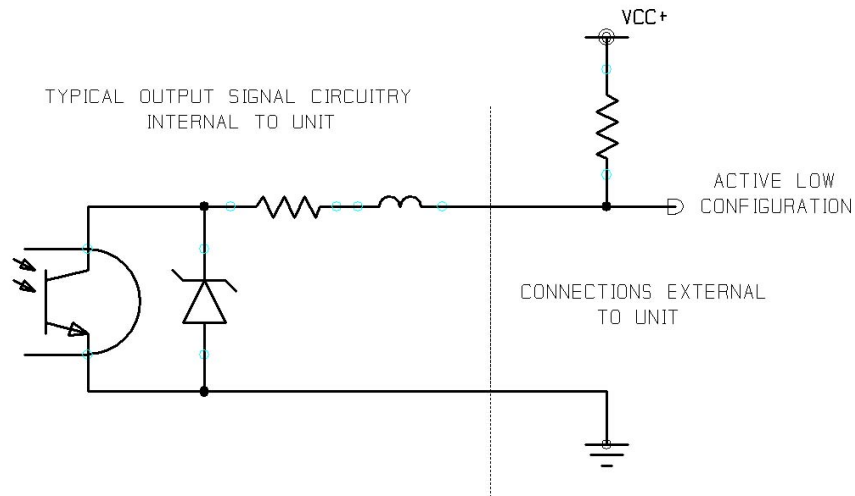 VCC+
TYPICAL OUTPUT SIGNAL CIRCUITRY
INTERNAL TO UNIT
ACTIVE LOW
CONFIGURATION
CONNECTIONS EXTERNAL
TO UNIT